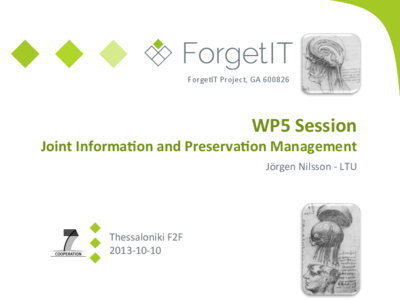 ForgetIT
ForgetIT Project, GA 600826
WP5 Session
Joint Information and Preservation Management
Jörgen Nilsson - LTU
Thessaloniki F2F
2013-10-10
7
COOPERATION